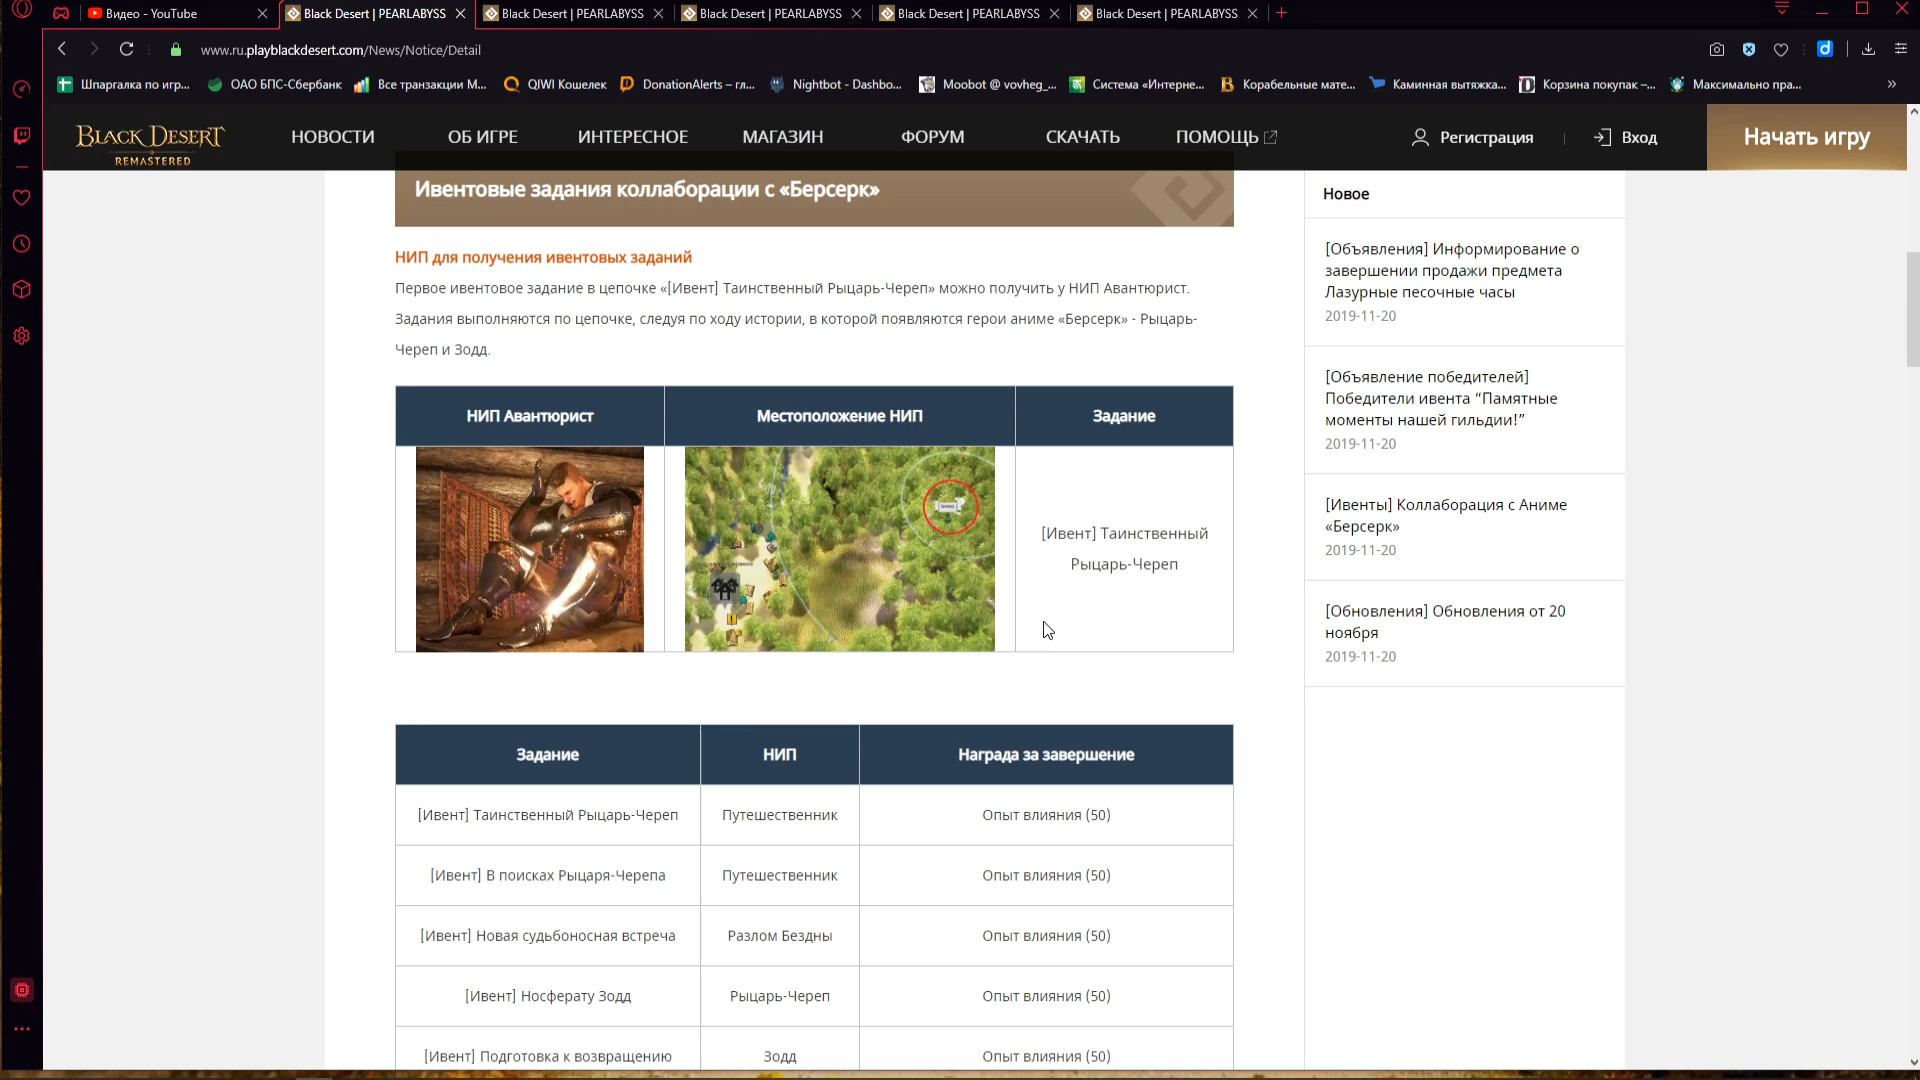 Видео - YouTube
Black Desert | PEARLABYSS
Black Desert | PEARLABYSS
Black Desert | PEARLABYSS
Black Desert | PEARLABYSS
Black Desert | PEARLABYSS
www.ru.playblackdesert.com/News/Notice/Detail
Шпаргалка по игр...
ОАО БПС-Сбербанк
Все транзакции M...
QIWI Кошелек
DonationAlerts – гл...
Nightbot - Dashbo...
Moobot @ vovheg_...
Система «Интерне...
Корабельные мате...
Каминная вытяжка...
Корзина покупак –...
Максимально пра...
BLACK DESERT
REMASTERED
НОВОСТИ
ОБ ИГРЕ
ИНТЕРЕСНОЕ
МАГАЗИН
ФОРУМ
СКАЧАТЬ
ПОМОЩЬ
Регистрация
Вход
Начать игру
Ивентовые задания коллаборации с «Берсерк»
НИП для получения ивентовых заданий
Первое ивентовое задание в цепочке «[Ивент] Таинственный Рыцарь-Череп» можно получить у НИП Авантюрист.
Задания выполняются по цепочке, следуя по ходу истории, в которой появляются герои аниме «Берсерк» - Рыцарь-
Череп и Зодд.
НИП Авантюрист
Местоположение НИП
Задание
[Ивент] Таинственный
Рыцарь-Череп
Задание
НИП
Награда за завершение
[Ивент] Таинственный Рыцарь-Череп
Путешественник
Опыт влияния (50)
[Ивент] В поисках Рыцаря-Черепа
Путешественник
Опыт влияния (50)
[Ивент] Новая судьбоносная встреча
Разлом Бездны
Опыт влияния (50)
[Ивент] Носферату Зодд
Рыцарь-Череп
Опыт влияния (50)
[Ивент] Подготовка к возвращению
Зодд
Опыт влияния (50)
Новое
[Объявления] Информирование о
завершении продажи предмета
Лазурные песочные часы
2019-11-20
[Объявление победителей]
Победители ивента “Памятные
моменты нашей гильдии!”
2019-11-20
[Ивенты] Коллаборация с Аниме
«Берсерк»
2019-11-20
[Обновления] Обновления от 20
ноября
2019-11-20